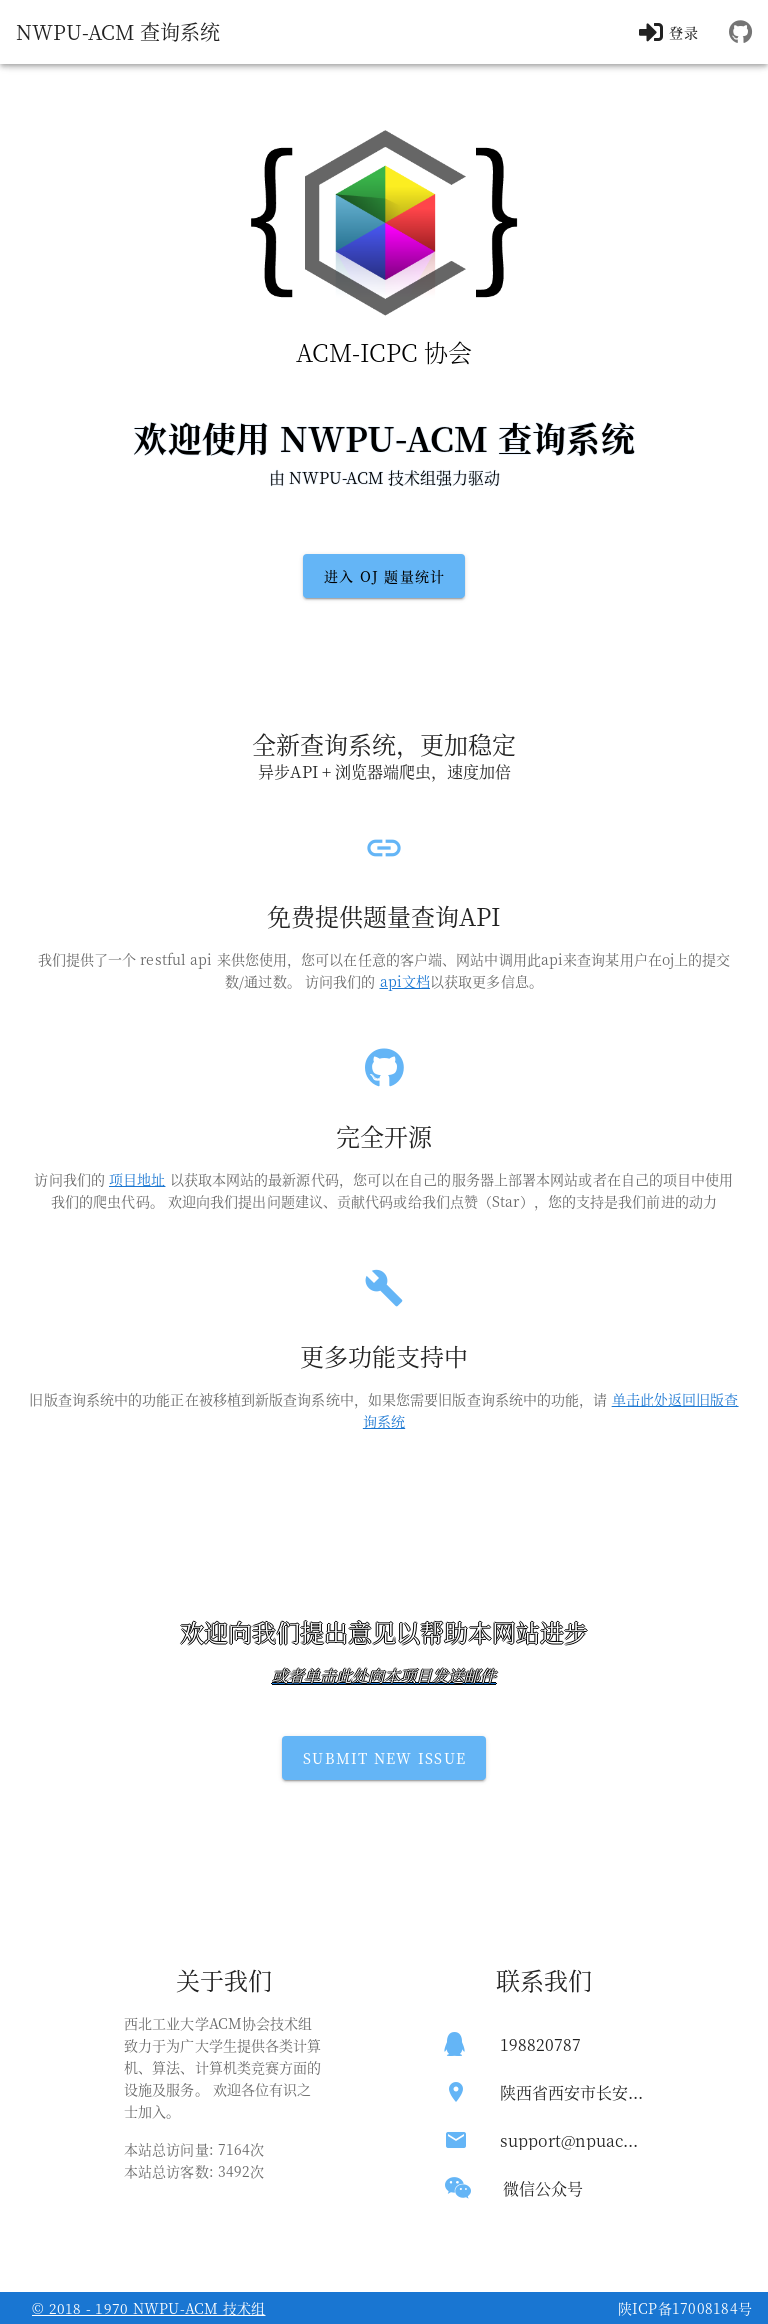 NWPU-ACM 查询系统
登录
ACM-ICPC 协会
欢迎使用 NWPU-ACM 查询系统
由 NWPU-ACM 技术组强力驱动
进入 OJ 题量统计
全新查询系统，更加稳定
异步API + 浏览器端爬虫，速度加倍
免费提供题量查询API
我们提供了一个 restful api 来供您使用，您可以在任意的客户端、网站中调用此api来查询某用户在oj上的提交
数/通过数。 访问我们的 api文档以获取更多信息。
完全开源
访问我们的 项目地址 以获取本网站的最新源代码，您可以在自己的服务器上部署本网站或者在自己的项目中使用
我们的爬虫代码。 欢迎向我们提出问题建议、贡献代码或给我们点赞（Star），您的支持是我们前进的动力
更多功能支持中
旧版查询系统中的功能正在被移植到新版查询系统中，如果您需要旧版查询系统中的功能，请 单击此处返回旧版查
询系统
欢迎向我们提出意见以帮助本网站进步
或者单击此处向本项目发送邮件
SUBMIT NEW ISSUE
关于我们
西北工业大学ACM协会技术组
致力于为广大学生提供各类计算
机、算法、计算机类竞赛方面的
设施及服务。 欢迎各位有识之
士加入。
本站总访问量: 7164次
本站总访客数: 3492次
联系我们
198820787
陕西省西安市长安...
support@npuac...
微信公众号
© 2018 - 1970 NWPU-ACM 技术组
陕ICP备17008184号